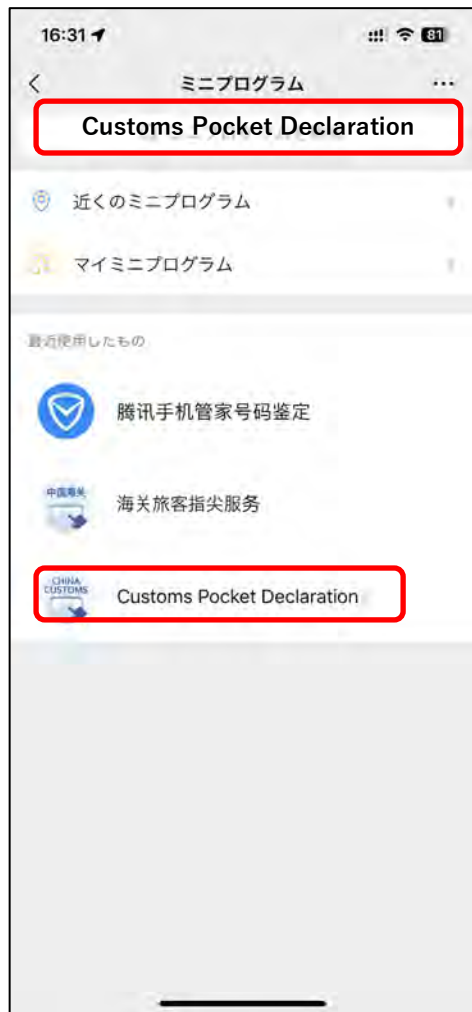 16:31
81
ミニプログラム
Customs Pocket Declaration
近くのミニプログラム
マイミニプログラム
最近使用したもの
腾讯手机管家号码鉴定
中国海关
海关旅客指尖服务
CHINA
CUSTOMS
Customs Pocket Declaration